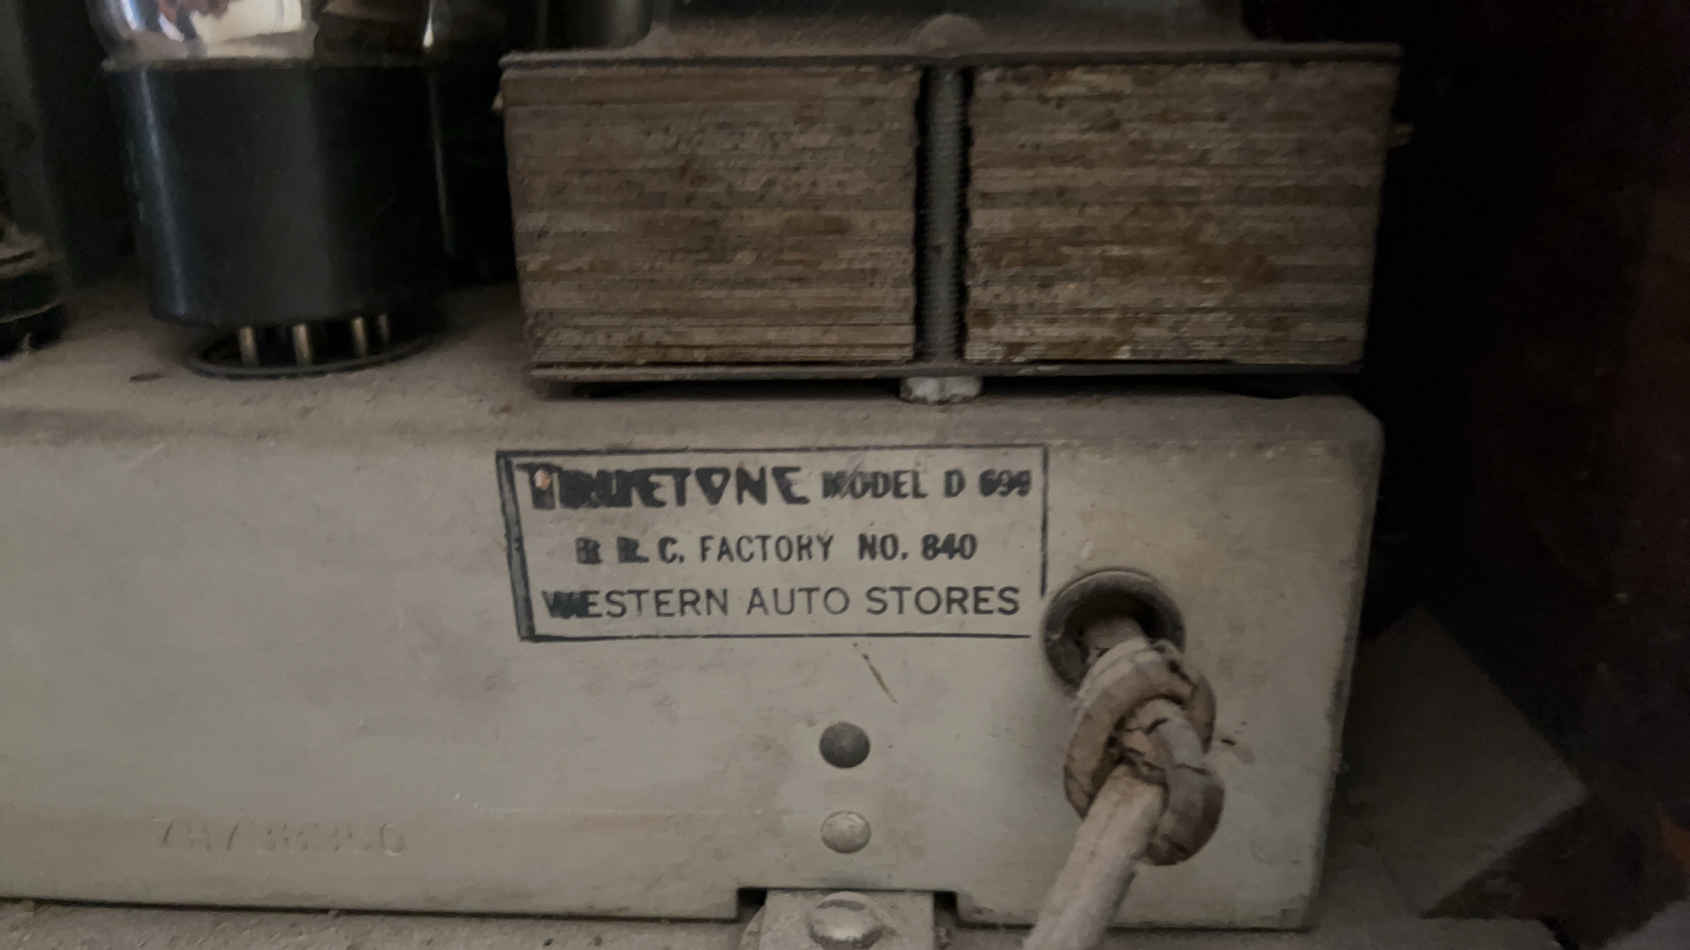 TRUETONE MODEL D 699
B R. C. FACTORY NO. 840
WESTERN AUTO STORES